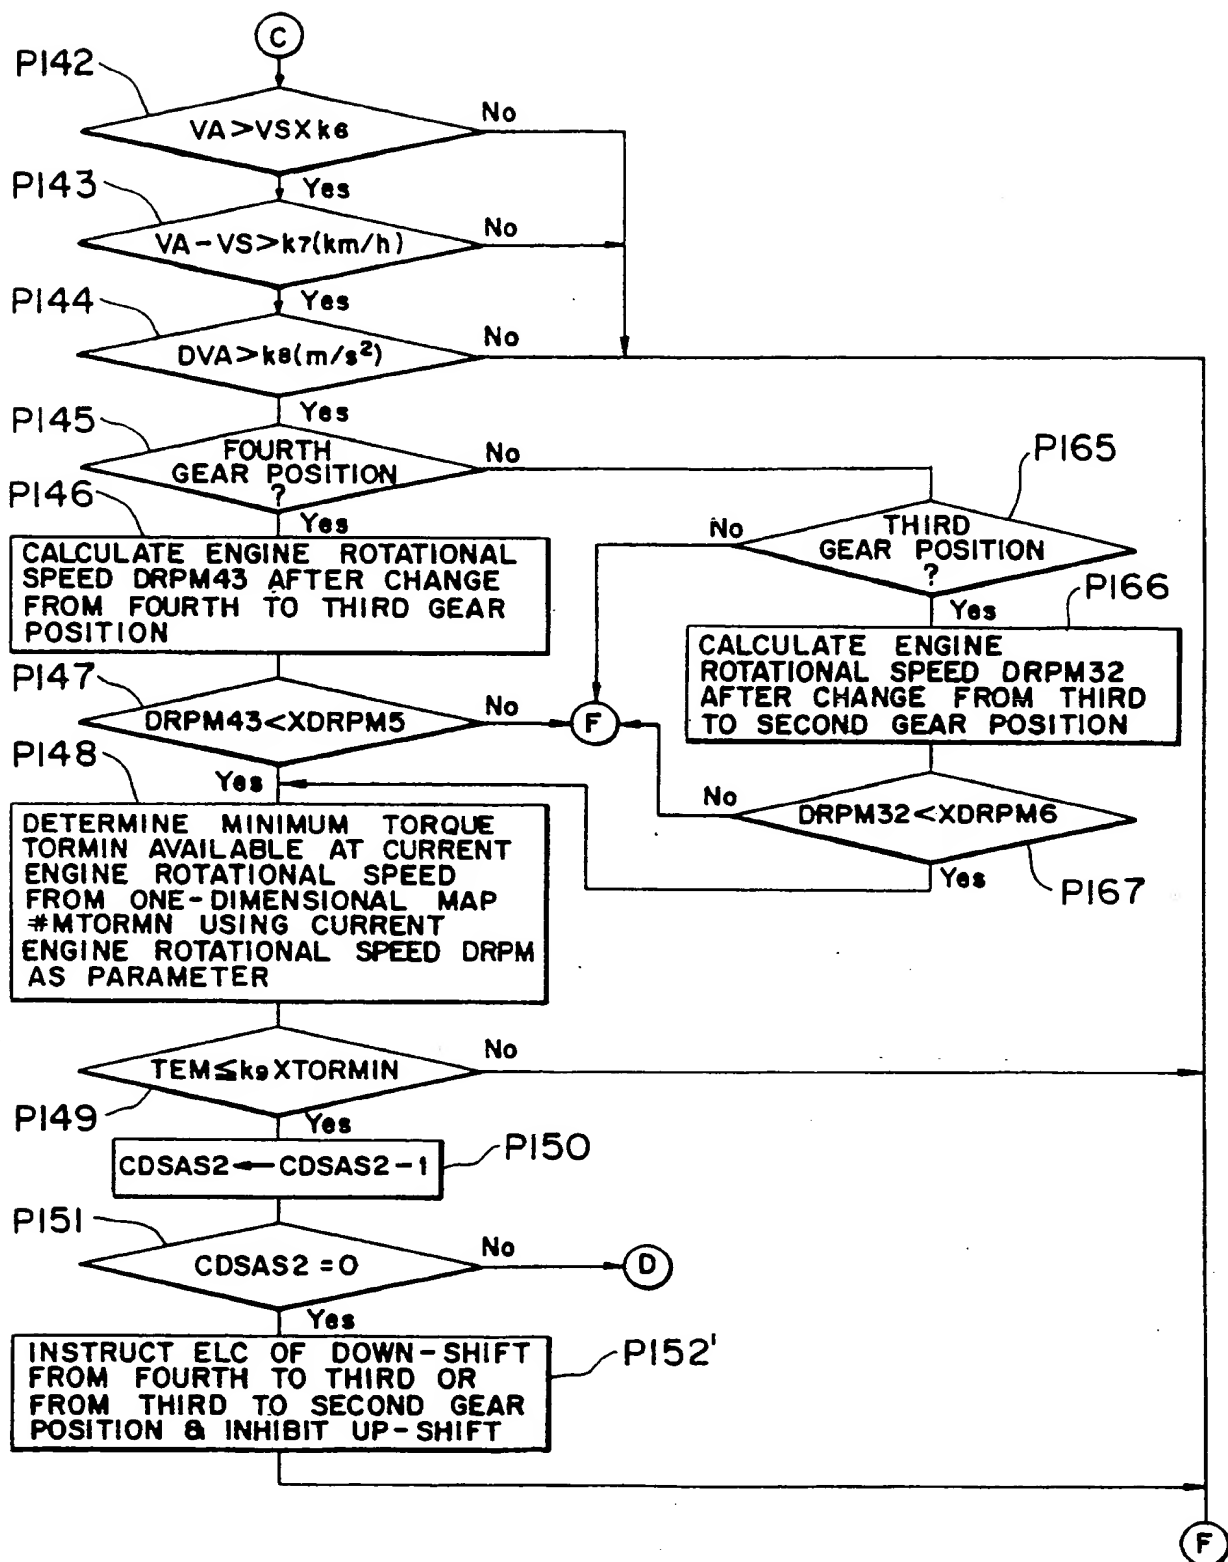 C
P142
VA>VSXk6
No
Yes
P143
VA-VS>k7(km/h)
No
Yes
P144
DVA>k8(m/s²)
No
Yes
P145
FOURTH
GEAR POSITION
?
No
Yes
P165
THIRD
GEAR POSITION
?
No
Yes
P146
CALCULATE ENGINE ROTATIONAL
SPEED DRPM43 AFTER CHANGE
FROM FOURTH TO THIRD GEAR
POSITION
P166
CALCULATE ENGINE
ROTATIONAL SPEED DRPM32
AFTER CHANGE FROM THIRD
TO SECOND GEAR POSITION
P147
DRPM43<XDRPM5
No
F
Yes
DRPM32<XDRPM6
No
Yes
P167
P148
DETERMINE MINIMUM TORQUE
TORMIN AVAILABLE AT CURRENT
ENGINE ROTATIONAL SPEED
FROM ONE-DIMENSIONAL MAP
#MTORMN USING CURRENT
ENGINE ROTATIONAL SPEED DRPM
AS PARAMETER
TEM≦k9XTORMIN
No
P149
Yes
CDSAS2←CDSAS2-1
P150
P151
CDSAS2=0
No
D
Yes
INSTRUCT ELC OF DOWN-SHIFT
FROM FOURTH TO THIRD OR
FROM THIRD TO SECOND GEAR
POSITION & INHIBIT UP-SHIFT
P152'
F